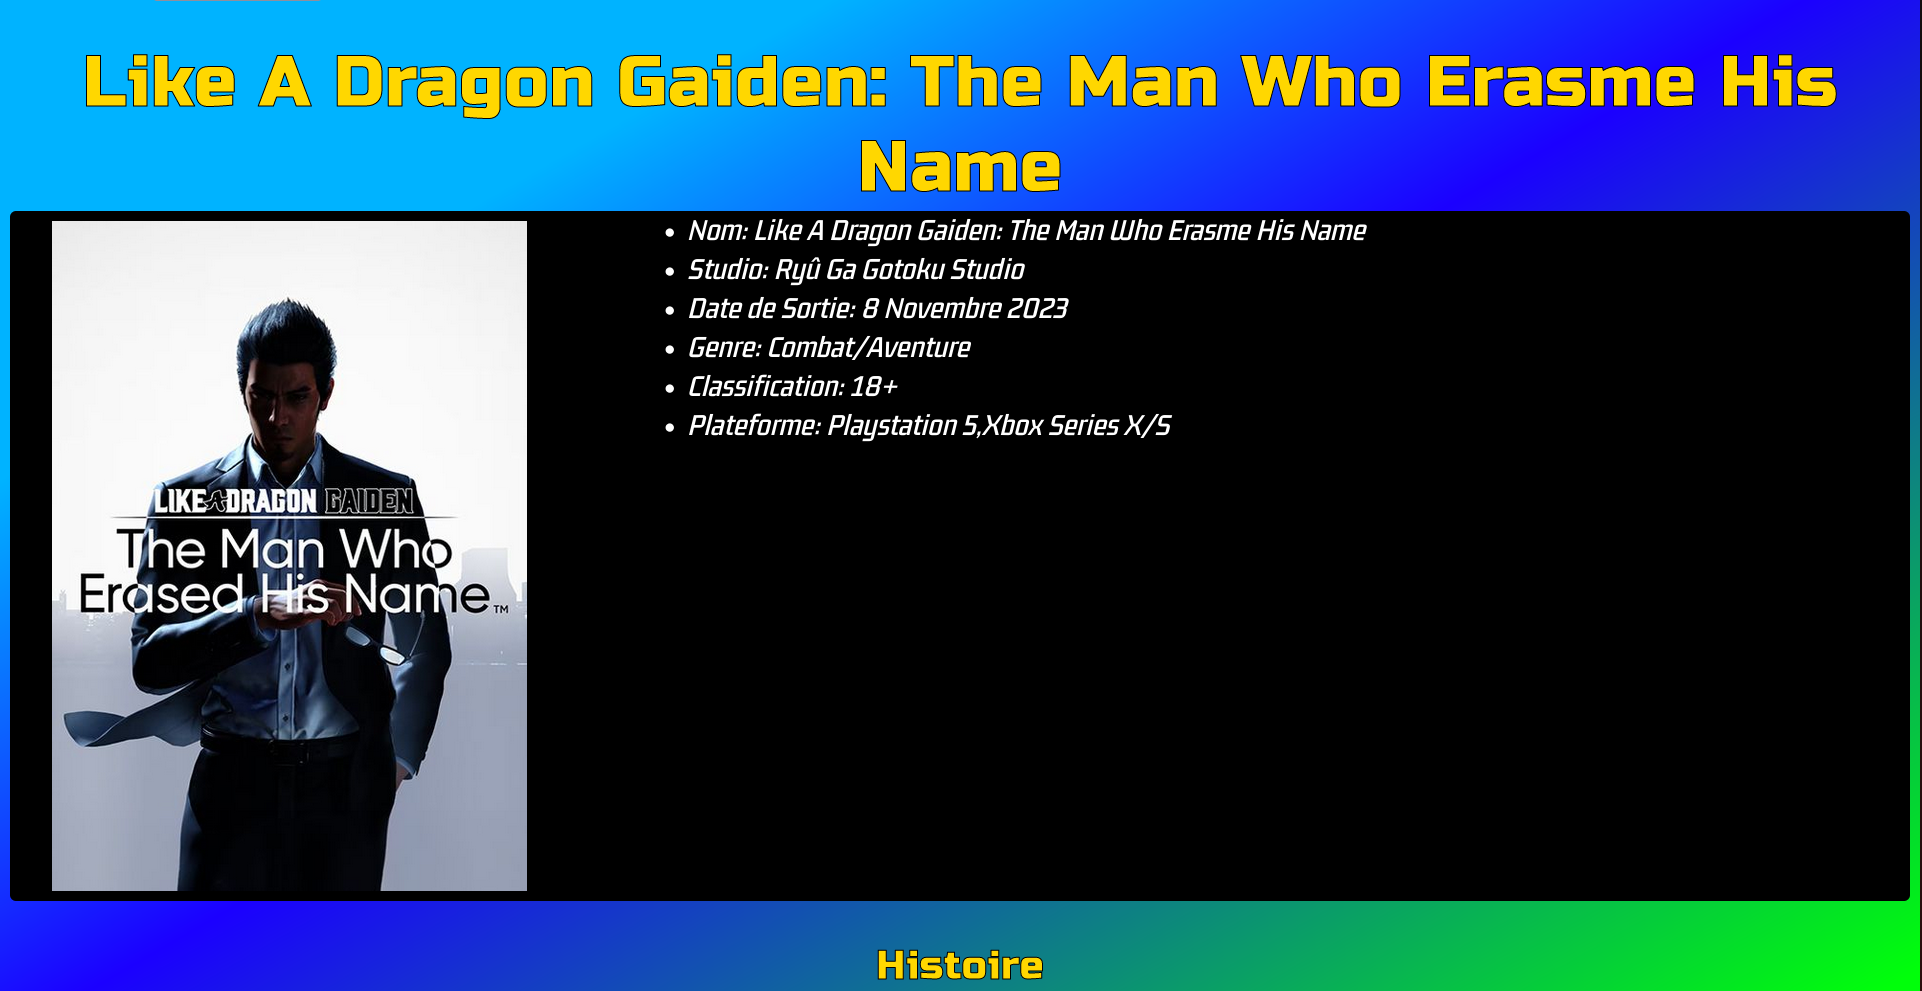 Like A Dragon Gaiden: The Man Who Erasme His
Name
Nom: Like A Dragon Gaiden: The Man Who Erasme His Name
Studio: Ryû Ga Gotoku Studio
Date de Sortie: 8 Novembre 2023
Genre: Combat/Aventure
Classification: 18+
Plateforme: Playstation 5,Xbox Series X/S
LIKE A DRAGON GAIDEN
The Man Who
Erased His Name™
Histoire